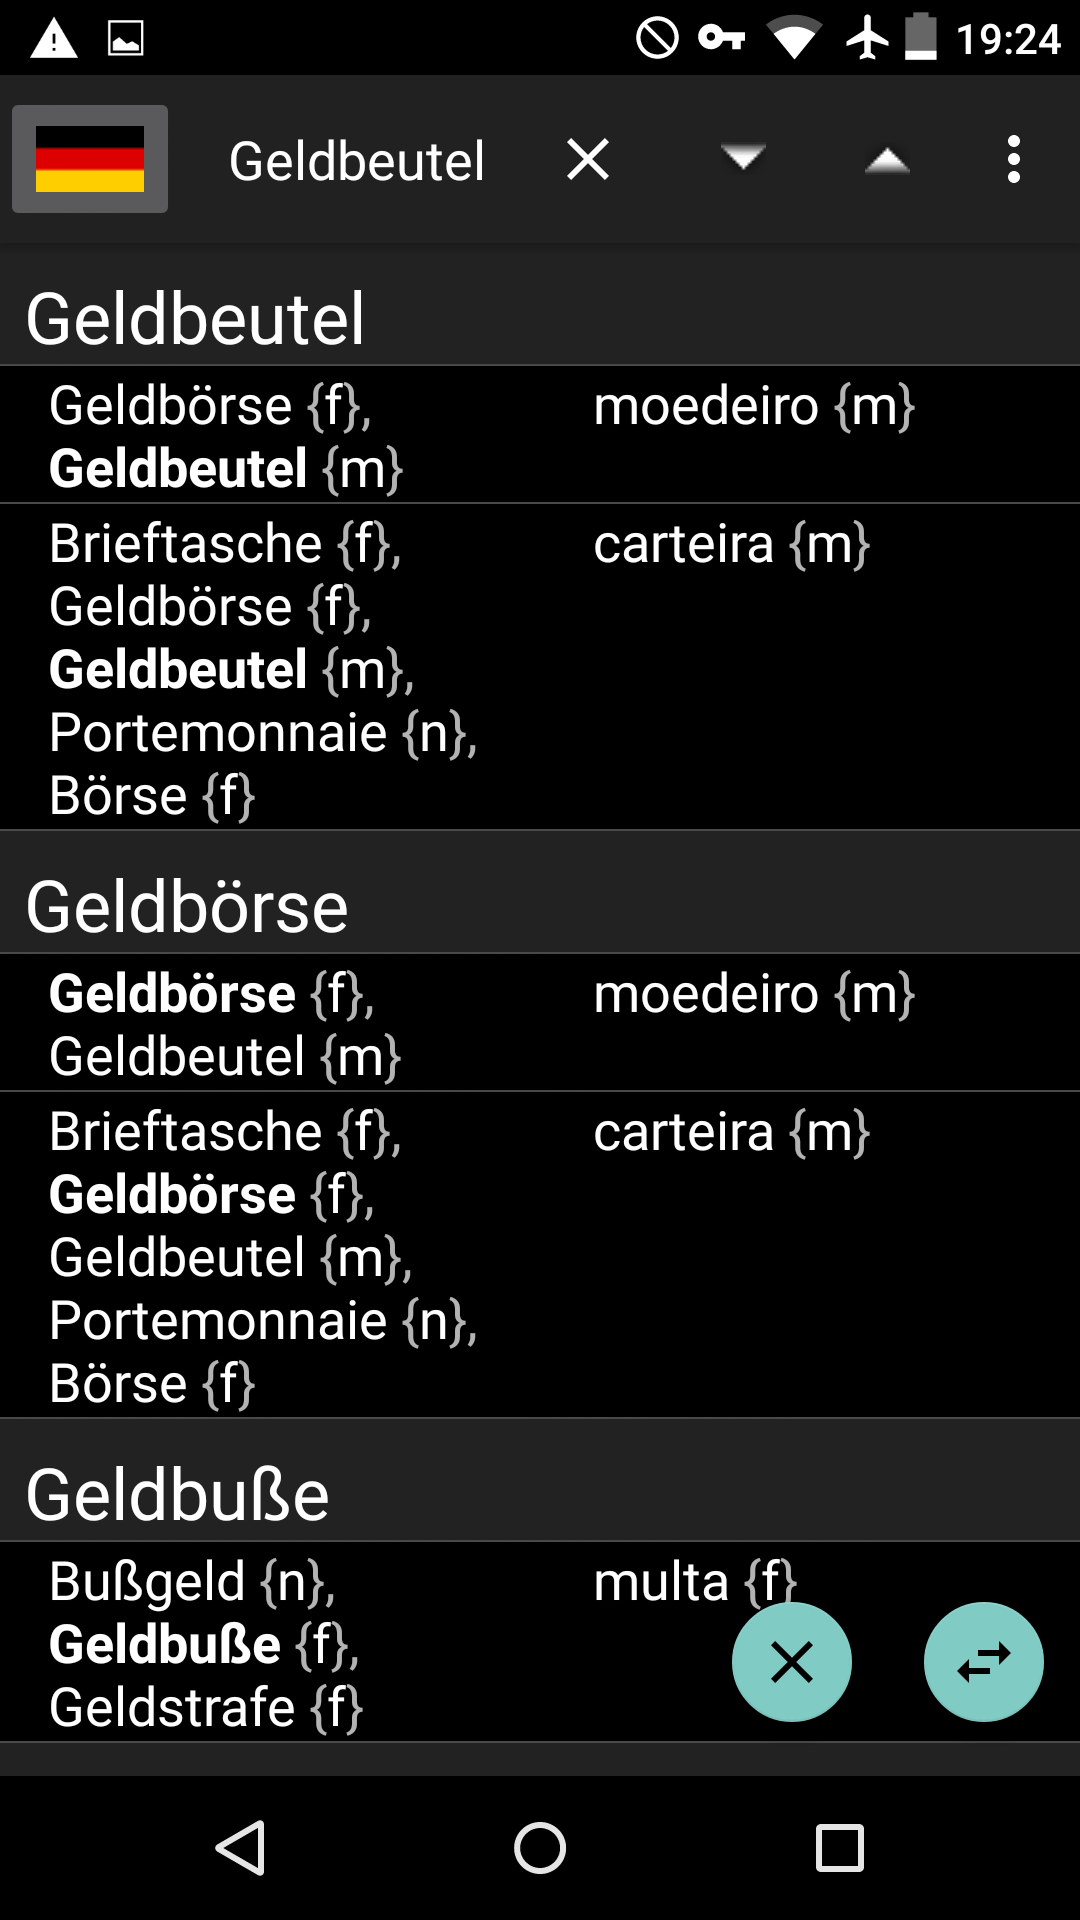 19:24
Geldbeutel
Geldbeutel
Geldbörse {f}, moedeiro {m}
Geldbeutel {m}
Brieftasche {f}, carteira {m}
Geldbörse {f},
Geldbeutel {m},
Portemonnaie {n},
Börse {f}
Geldbörse
Geldbörse {f}, moedeiro {m}
Geldbeutel {m}
Brieftasche {f}, carteira {m}
Geldbörse {f},
Geldbeutel {m},
Portemonnaie {n},
Börse {f}
Geldbuße
Bußgeld {n}, multa {f}
Geldbuße {f},
Geldstrafe {f}